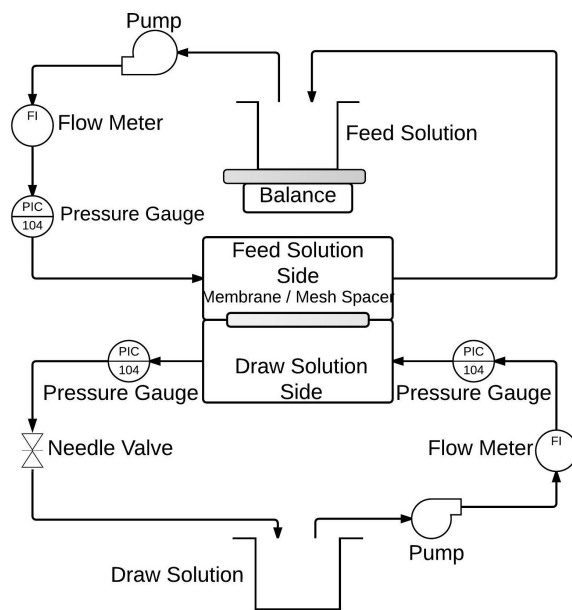 Pump
FI
Flow Meter
Feed Solution
Balance
PIC
104
Pressure Gauge
Feed Solution
Side
Membrane / Mesh Spacer
Draw Solution
Side
PIC
104
Pressure Gauge
PIC
104
Pressure Gauge
Needle Valve
Flow Meter
FI
Pump
Draw Solution